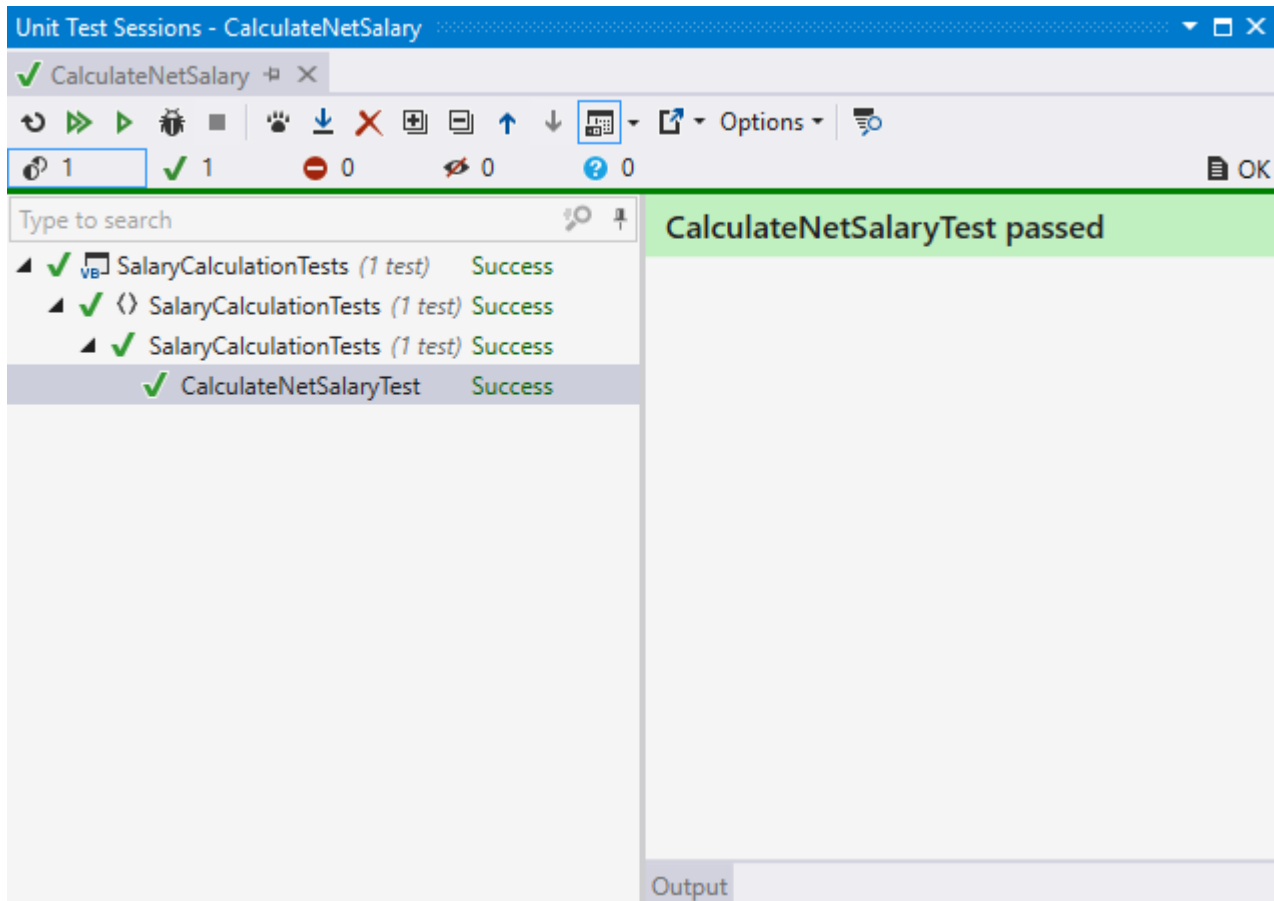 Unit Test Sessions - CalculateNetSalary
CalculateNetSalary
Options
1 1 0 0 0 OK
Type to search
CalculateNetSalaryTest passed
VB SalaryCalculationTests (1 test) Success
SalaryCalculationTests (1 test) Success
SalaryCalculationTests (1 test) Success
CalculateNetSalaryTest Success
Output